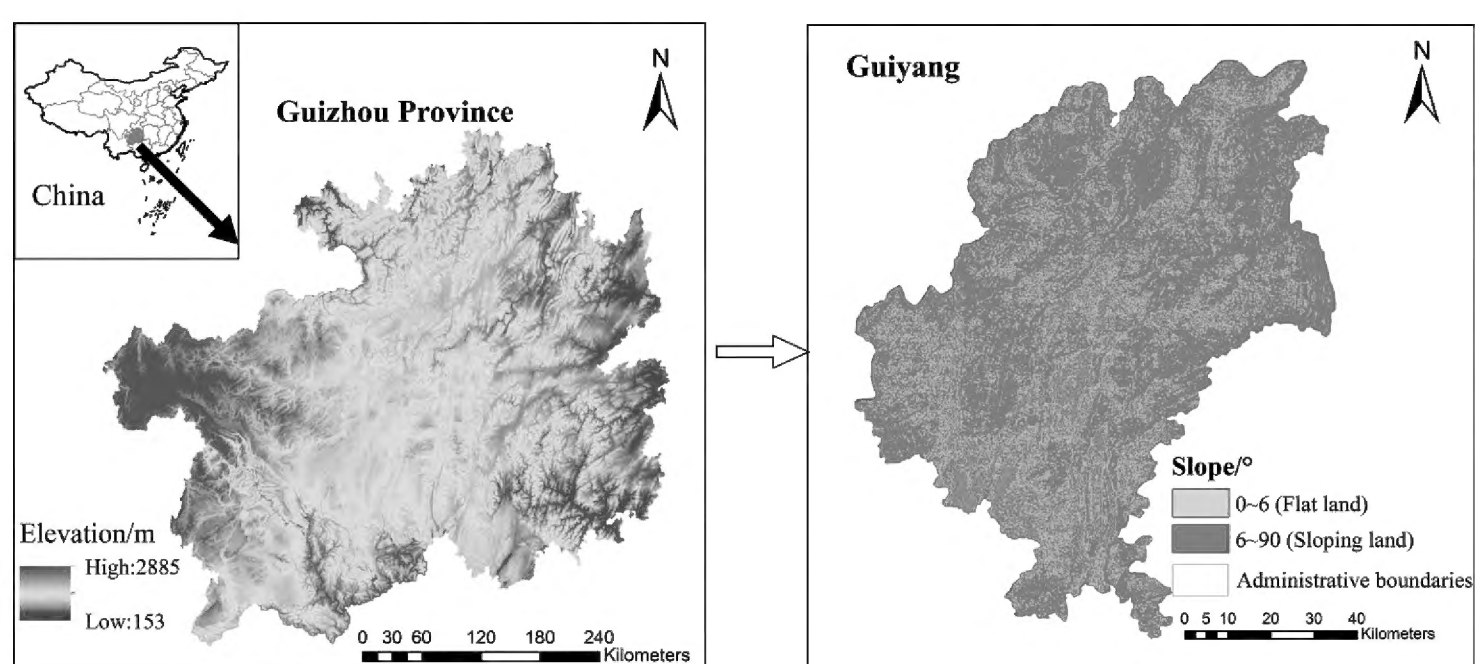 China
Guizhou Province
N
Elevation/m
High:2885
Low:153
0 30 60 120 180 240
Kilometers
Guiyang
N
Slope/°
0~6 (Flat land)
6~90 (Sloping land)
Administrative boundaries
0 5 10 20 30 40
Kilometers